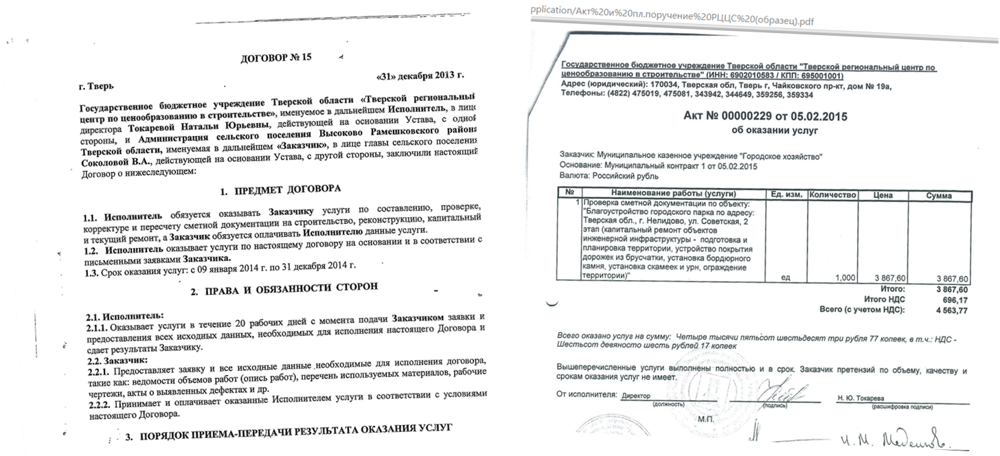 ДОГОВОР № 15
«31» декабря 2013 г.
г. Тверь
Государственное бюджетное учреждение Тверской области «Тверской региональный
центр по ценообразованию в строительстве», именуемое в дальнейшем Исполнитель, в лице
директора Токаревой Натальи Юрьевны, действующей на основании Устава, с одной
стороны, и Администрация сельского поселения Высоково Рамешковского района
Тверской области, именуемая в дальнейшем «Заказчик», в лице главы сельского поселения
Соколовой В.А., действующей на основании Устава, с другой стороны, заключили настоящий
Договор о нижеследующем:
1. ПРЕДМЕТ ДОГОВОРА
1.1. Исполнитель обязуется оказывать Заказчику услуги по составлению, проверке,
корректуре и пересчету сметной документации на строительство, реконструкцию, капитальный
и текущий ремонт, а Заказчик обязуется оплачивать Исполнителю данные услуги.
1.2. Исполнитель оказывает услуги по настоящему договору на основании и в соответствии с
письменными заявками Заказчика.
1.3. Срок оказания услуг: с 09 января 2014 г. по 31 декабря 2014 г.
2. ПРАВА И ОБЯЗАННОСТИ СТОРОН
2.1. Исполнитель:
2.1.1. Оказывает услуги в течение 20 рабочих дней с момента подачи Заказчиком заявки и
предоставления всех исходных данных, необходимых для исполнения настоящего Договора и
сдает результаты Заказчику.
2.2. Заказчик:
2.2.1. Предоставляет заявку и все исходные данные необходимые для исполнения договора,
такие как: ведомости объемов работ (опись работ), перечень используемых материалов, рабочие
чертежи, акты о выявленных дефектах и др.
2.2.2. Принимает и оплачивает оказанные Исполнителем услуги в соответствии с условиями
настоящего Договора.
3. ПОРЯДОК ПРИЕМА-ПЕРЕДАЧИ РЕЗУЛЬТАТА ОКАЗАНИЯ УСЛУГ
pplication/Акт%20и%20пл.поручение%20РЦЦС%20(образец).pdf
Государственное бюджетное учреждение Тверской области "Тверской региональный центр по
ценообразованию в строительстве" (ИНН: 6902010583 / КПП: 695001001)
Адрес (юридический): 170034, Тверская обл, Тверь г, Чайковского пр-кт, дом № 19а,
Телефоны: (4822) 475019, 475081, 343942, 344649, 359256, 359334
Акт № 00000229 от 05.02.2015
об оказании услуг
Заказчик: Муниципальное казенное учреждение "Городское хозяйство"
Основание: Муниципальный контракт 1 от 05.02.2015
Валюта: Российский рубль
№ Наименование работы (услуги) Ед. изм. Количество Цена Сумма
1 Проверка сметной документации по объекту:
"Благоустройство городского парка по адресу:
Тверская обл., г. Нелидово, ул. Советская, 2
этап (капитальный ремонт объектов
инженерной инфраструктуры - подготовка и
планировка территории, устройство покрытия
дорожек из брусчатки, установка бордюрного
камня, установка скамеек и урн, ограждение
территории)" ед 1,000 3 867,60 3 867,60
Итого: 3 867,60
Итого НДС 696,17
Всего (с учетом НДС): 4 563,77
Всего оказано услуг на сумму: Четыре тысячи пятьсот шестьдесят три рубля 77 копеек, в т.ч.: НДС -
Шестьсот девяносто шесть рублей 17 копеек
Вышеперечисленные услуги выполнены полностью и в срок. Заказчик претензий по объему, качеству и
срокам оказания услуг не имеет.
От исполнителя: Директор Н. Ю. Токарева
(должность) (подпись) (расшифровка подписи)
М.П.